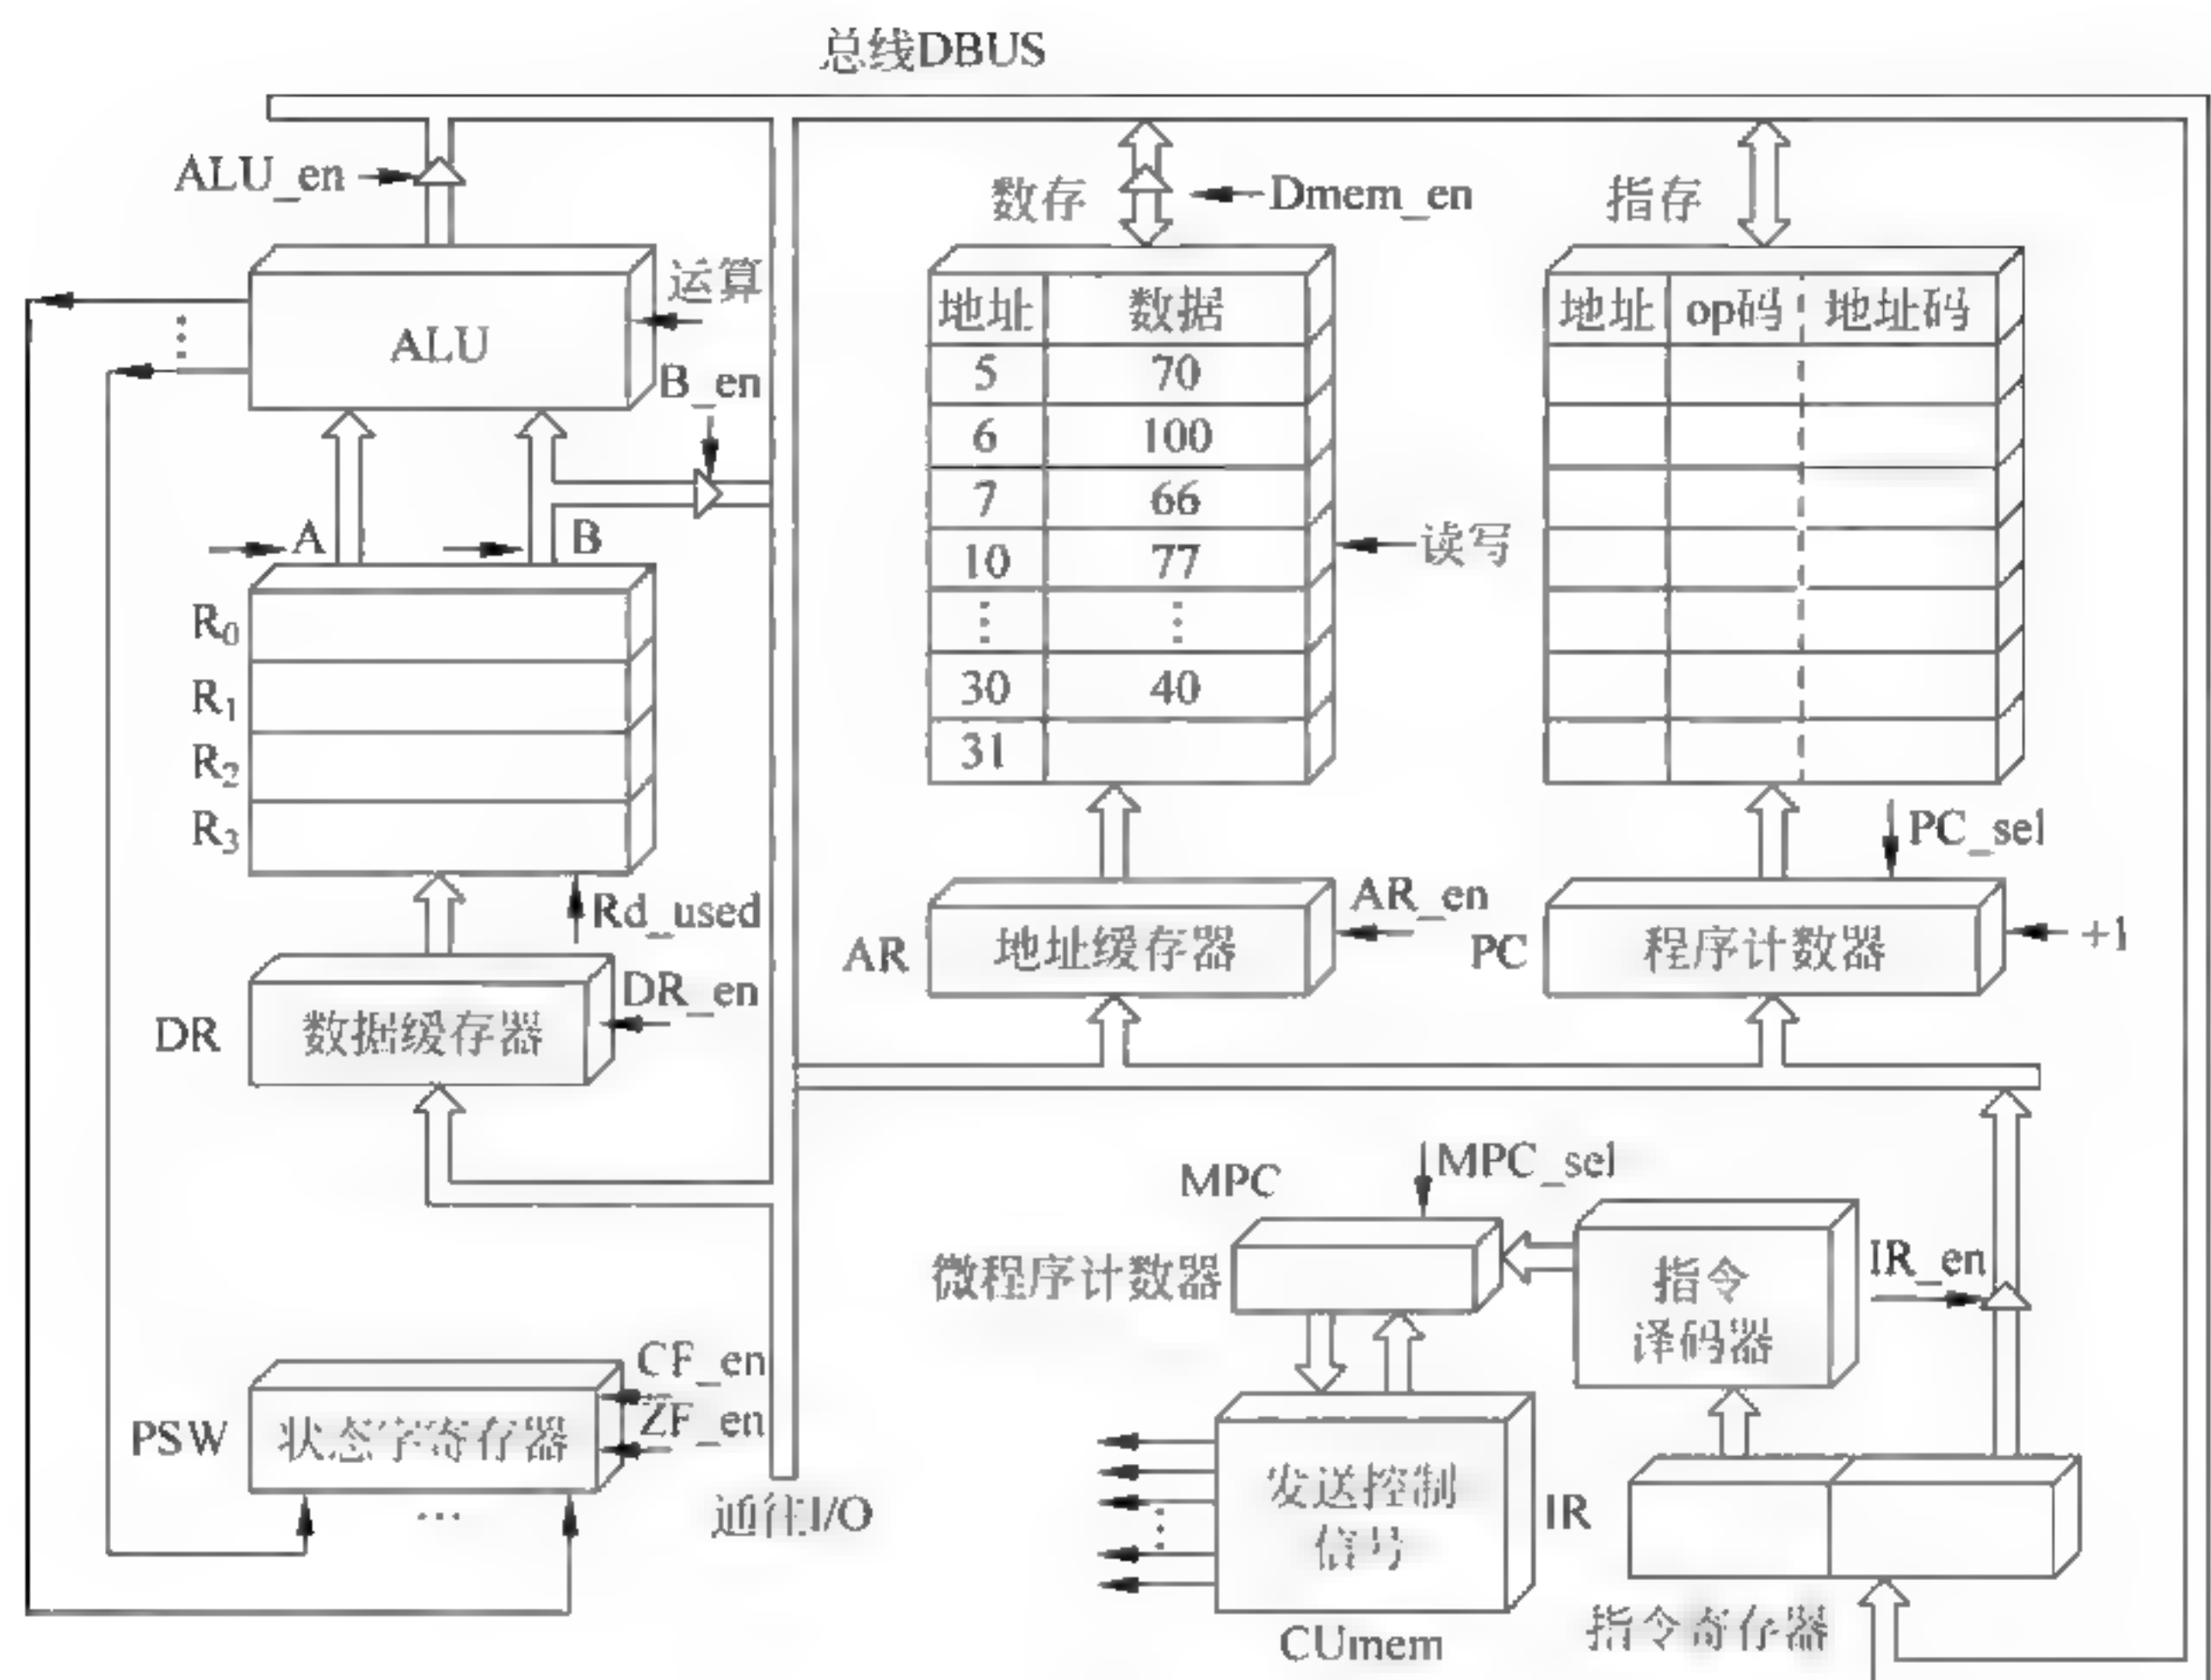 总线DBUS
ALU_en
数存
Dmem_en
指存
运算
ALU
B_en
地址 数据
5 70
6 100
7 66
10 77
⋮ ⋮
30 40
31
读写
地址 op码 地址码
A
B
R0
R1
R2
R3
Rd_used
DR_en
DR
数据缓存器
AR_en
AR
地址缓存器
PC_sel
PC
程序计数器
+1
MPC
MPC_sel
微程序计数器
指令
译码器
IR_en
CF_en
ZF_en
PSW
状态字寄存器
…
通往I/O
发送控制
信号
CUmem
IR
指令寄存器